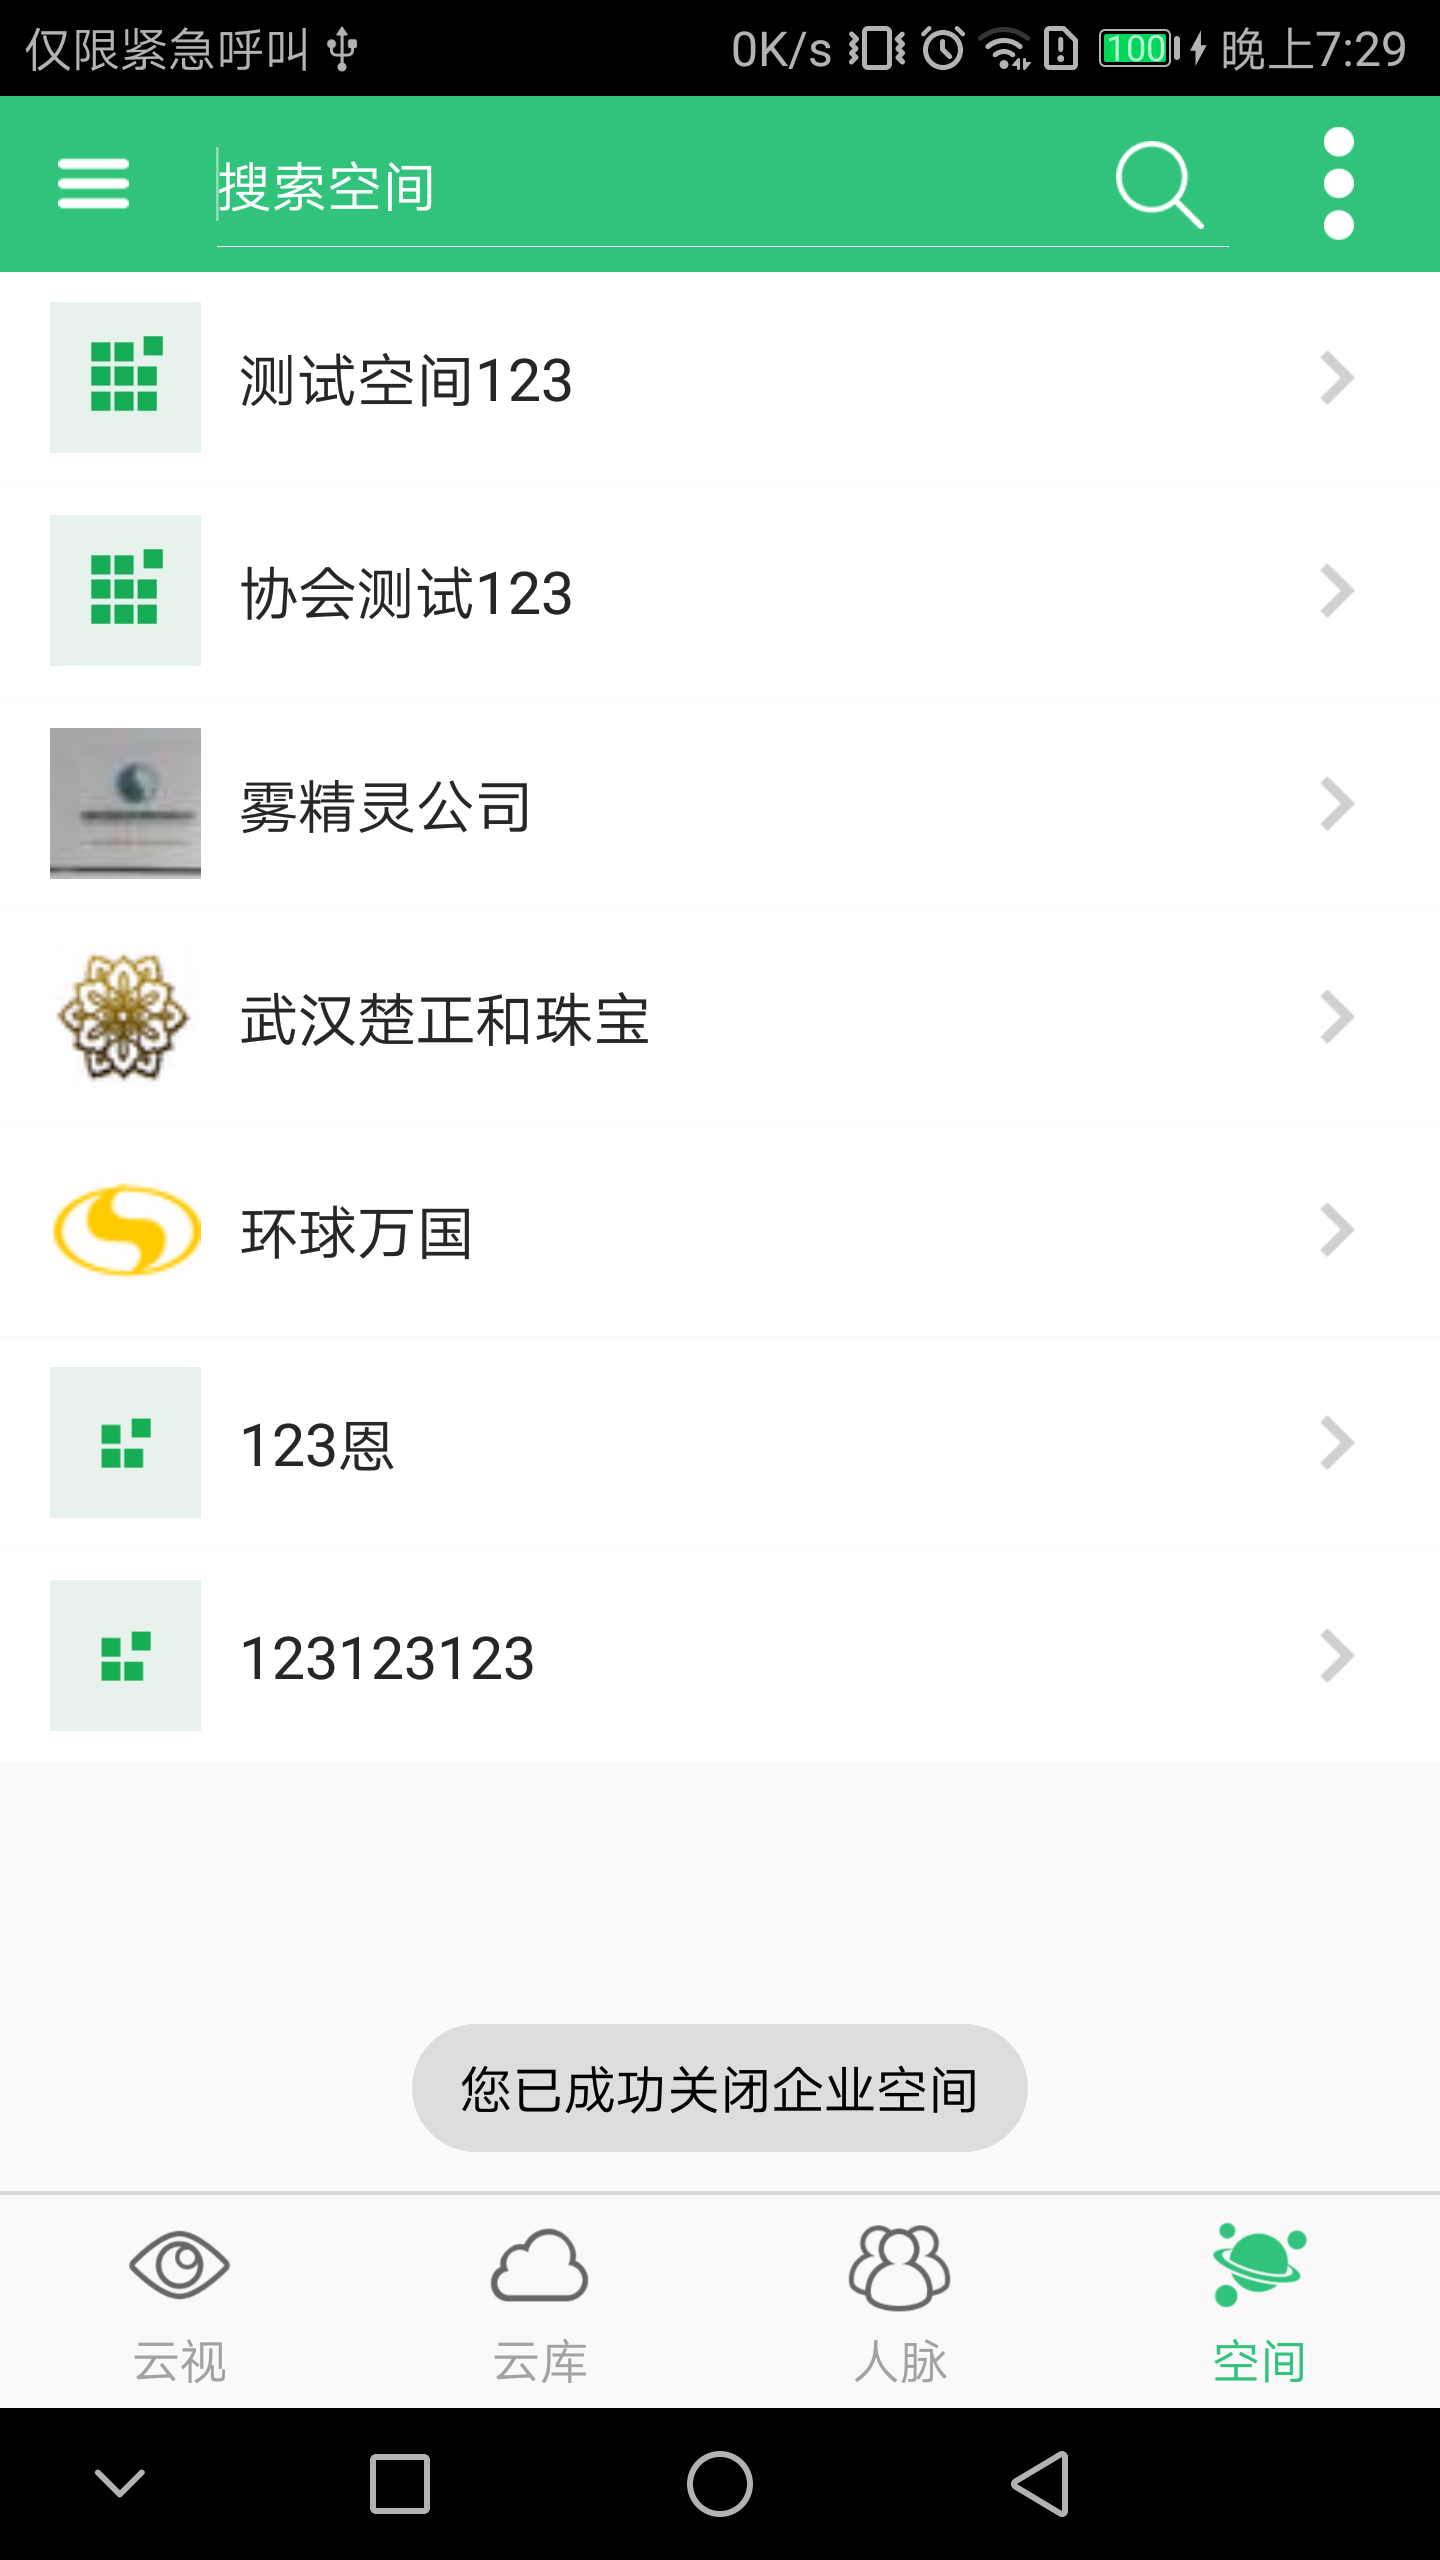 仅限紧急呼叫 0K/s 100 晚上7:29
搜索空间
测试空间123
协会测试123
雾精灵公司
武汉楚正和珠宝
环球万国
123恩
123123123
您已成功关闭企业空间
云视 云库 人脉 空间